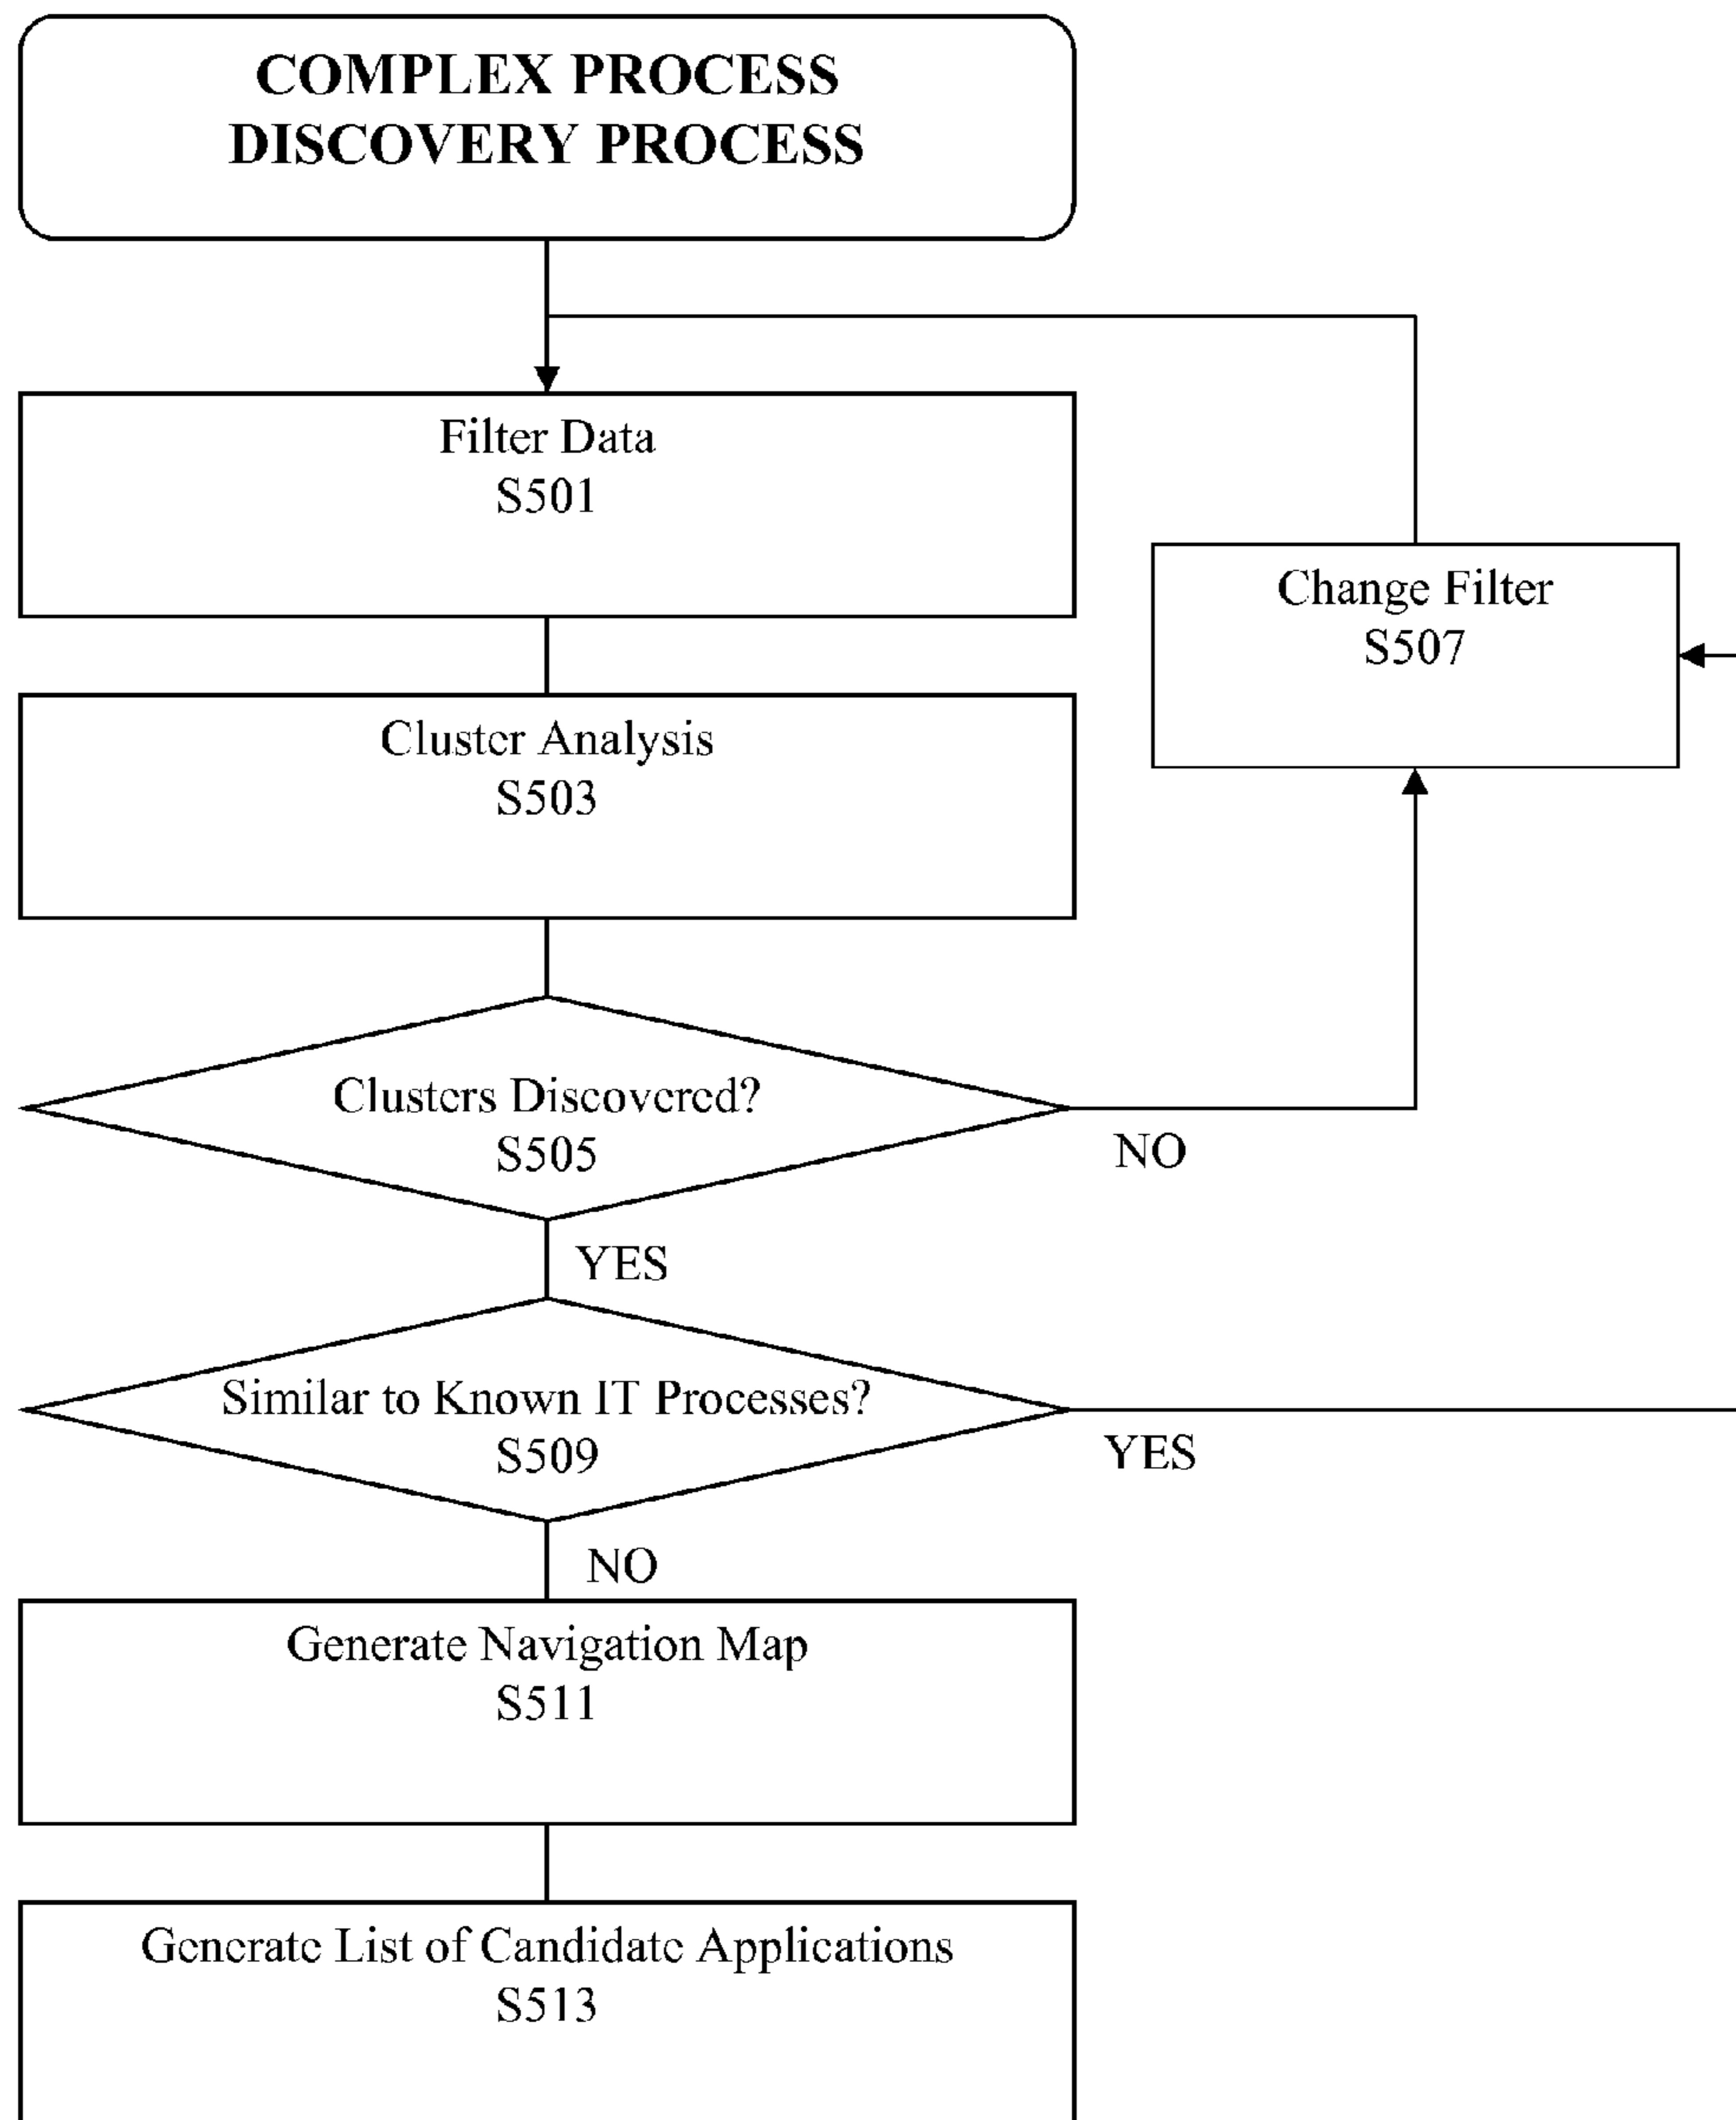 COMPLEX PROCESS
DISCOVERY PROCESS
Filter Data
S501
Change Filter
S507
Cluster Analysis
S503
Clusters Discovered?
S505
NO
YES
Similar to Known IT Processes?
S509
YES
NO
Generate Navigation Map
S511
Generate List of Candidate Applications
S513